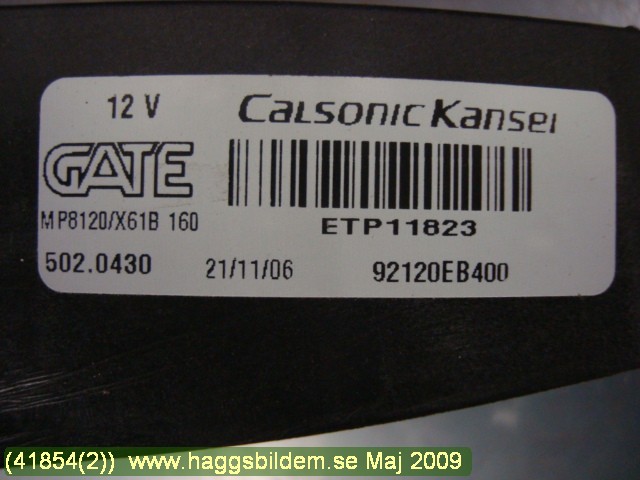 12 V
CALSONIC Kansei
GATE
MP8120/X61B 160
ETP11823
502.0430
21/11/06
92120EB400
(41854(2)) www.haggsbildem.se Maj 2009